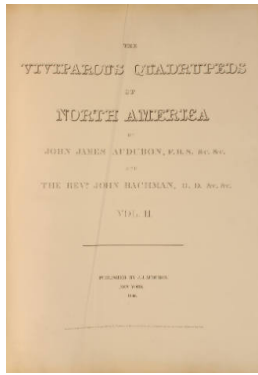 THE
VIVIPAROUS QUADRUPEDS
OF
NORTH AMERICA
BY
JOHN JAMES AUDUBON, F.R.S. &c. &c.
AND
THE REVD. JOHN BACHMAN, D. D. &c. &c.
VOL. II
PUBLISHED BY J.J. AUDUBON,
NEW YORK.